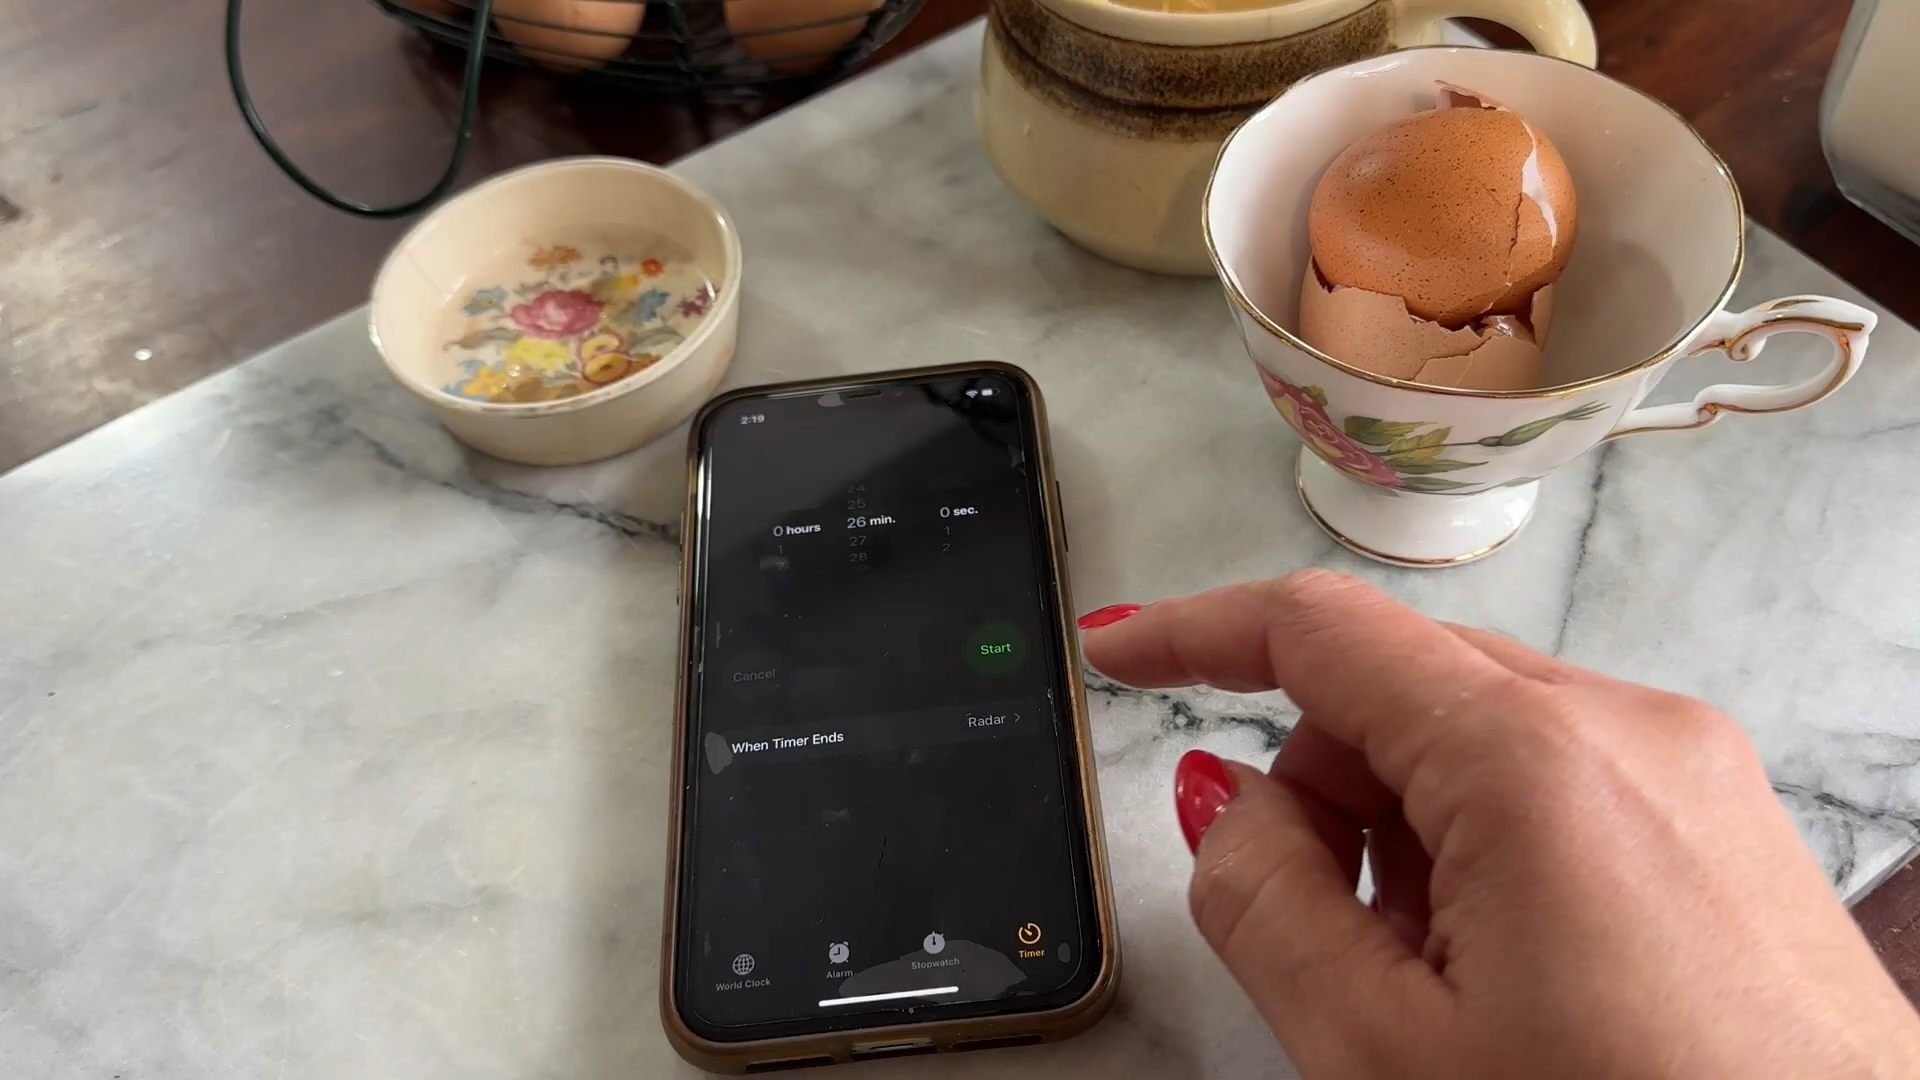 2:19
24
25
0 hours 26 min. 0 sec.
1 27 1
2 28 2
Start
Cancel
When Timer Ends Radar
World Clock Alarm Stopwatch Timer